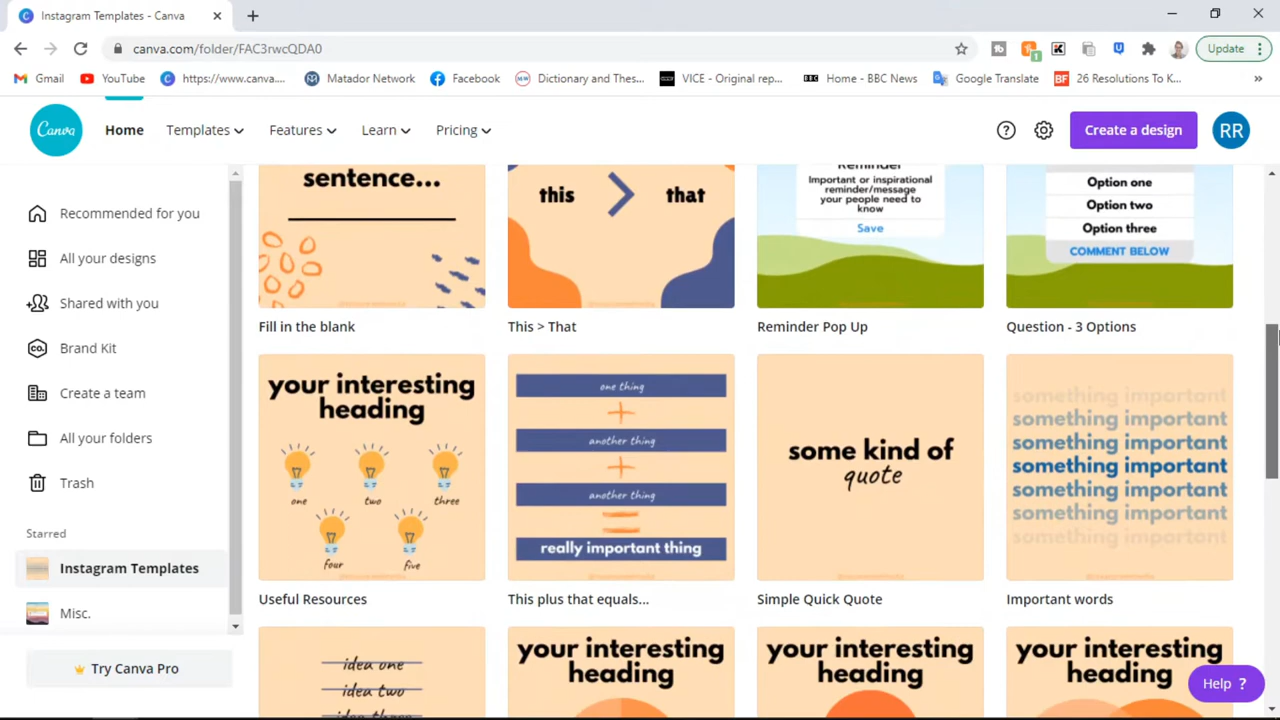 Instagram Templates - Canva
canva.com/folder/FAC3rwcQDA0
Update
Gmail
YouTube
https://www.canva....
Matador Network
Facebook
Dictionary and Thes...
VICE - Original rep...
Home - BBC News
Google Translate
26 Resolutions To K...
Canva
Home
Templates
Features
Learn
Pricing
Create a design
RR
Recommended for you
All your designs
Shared with you
Brand Kit
Create a team
All your folders
Trash
Starred
Instagram Templates
Misc.
Try Canva Pro
sentence...
Fill in the blank
this
that
This > That
Reminder
Important or inspirational
reminder/message
your people need to
know
Save
Reminder Pop Up
Option one
Option two
Option three
COMMENT BELOW
Question - 3 Options
your interesting
heading
one
two
three
four
five
Useful Resources
one thing
+
another thing
+
another thing
=
really important thing
This plus that equals...
some kind of
quote
Simple Quick Quote
something important
something important
something important
something important
something important
something important
something important
Important words
idea one
idea two
your interesting
heading
your interesting
heading
your interesting
heading
Help ?